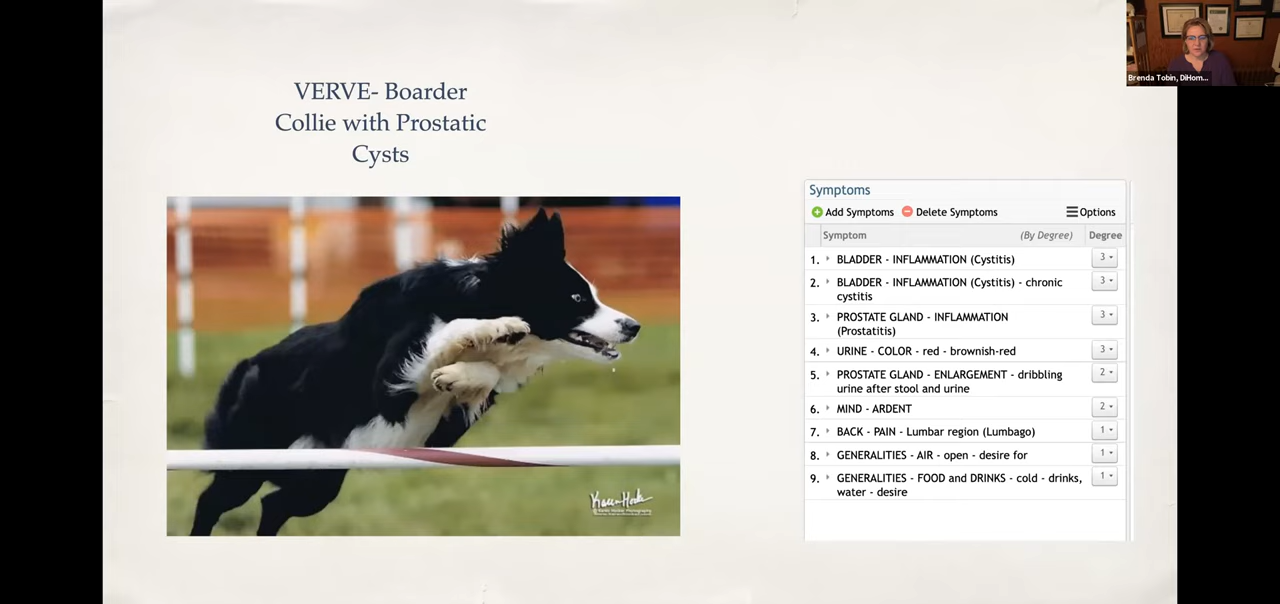 Brenda Tobin, DiHom...
VERVE- Boarder
Collie with Prostatic
Cysts
Symptoms
Add Symptoms Delete Symptoms Options
Symptom (By Degree) Degree
1. BLADDER - INFLAMMATION (Cystitis) 3
2. BLADDER - INFLAMMATION (Cystitis) - chronic 3
cystitis
3. PROSTATE GLAND - INFLAMMATION 3
(Prostatitis)
4. URINE - COLOR - red - brownish-red 3
5. PROSTATE GLAND - ENLARGEMENT - dribbling 2
urine after stool and urine
6. MIND - ARDENT 2
7. BACK - PAIN - Lumbar region (Lumbago) 1
8. GENERALITIES - AIR - open - desire for 1
9. GENERALITIES - FOOD and DRINKS - cold - drinks, 1
water - desire